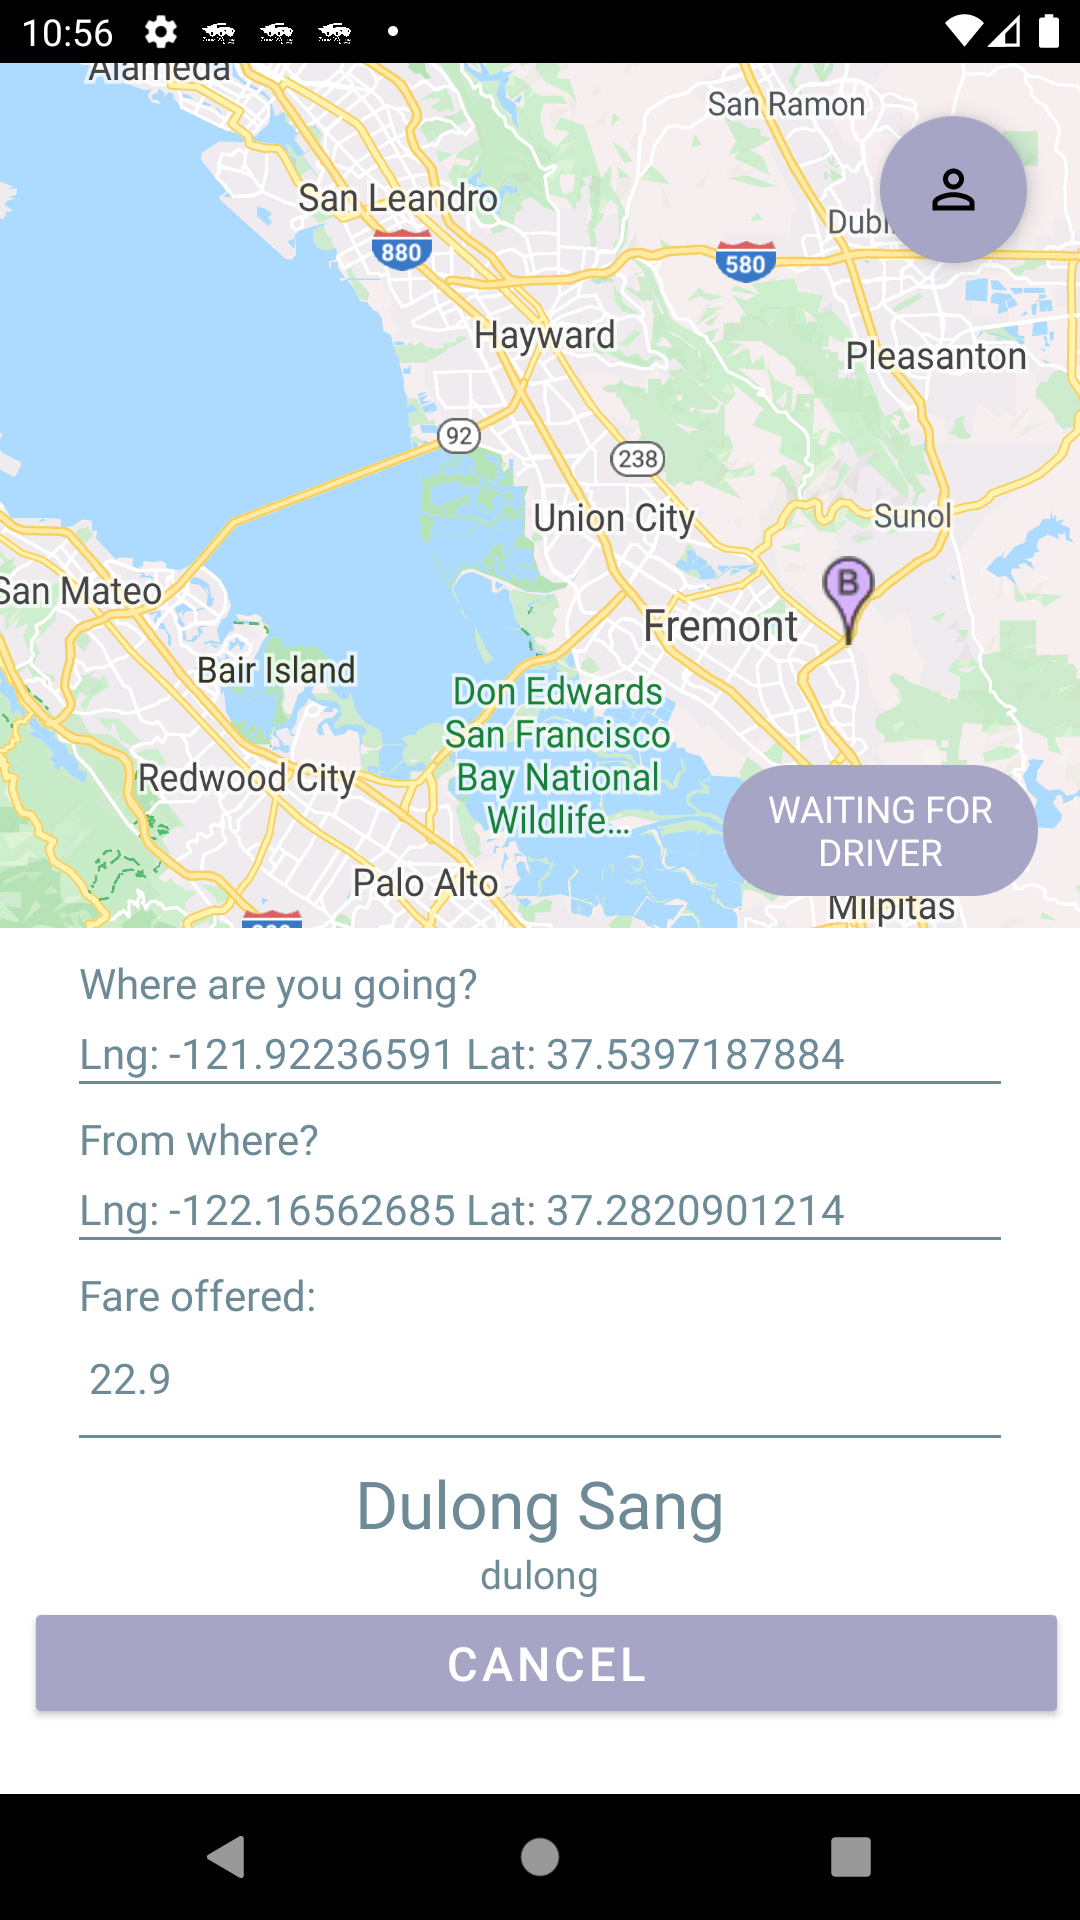 10:56
Alameda
San Ramon
San Leandro
880
580
Hayward
Pleasanton
92
238
Union City
Sunol
San Mateo
B
Fremont
Bair Island
Don Edwards
San Francisco
Bay National
Wildlife...
Redwood City
WAITING FOR
DRIVER
Palo Alto
Milpitas
Where are you going?
Lng: -121.92236591 Lat: 37.5397187884
From where?
Lng: -122.16562685 Lat: 37.2820901214
Fare offered:
22.9
Dulong Sang
dulong
CANCEL